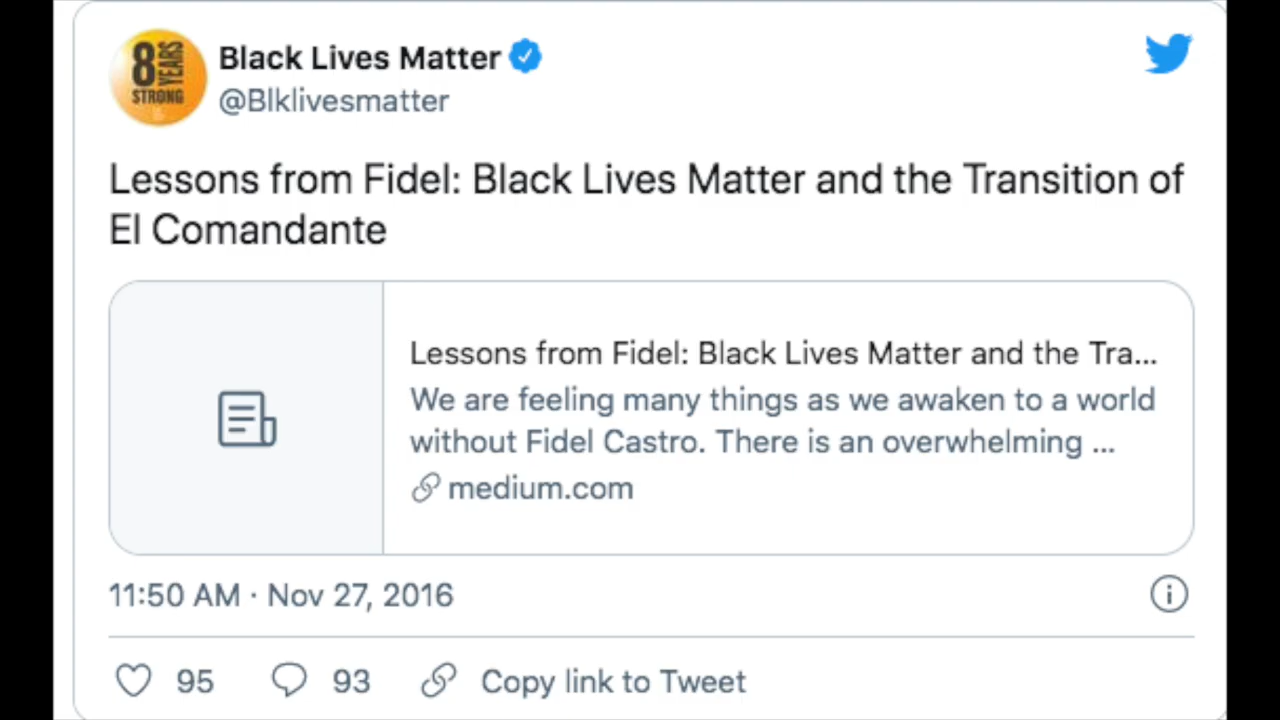 8 YEARS
STRONG
Black Lives Matter
@Blklivesmatter
Lessons from Fidel: Black Lives Matter and the Transition of
El Comandante
Lessons from Fidel: Black Lives Matter and the Tra...
We are feeling many things as we awaken to a world
without Fidel Castro. There is an overwhelming ...
medium.com
11:50 AM · Nov 27, 2016
95 93 Copy link to Tweet